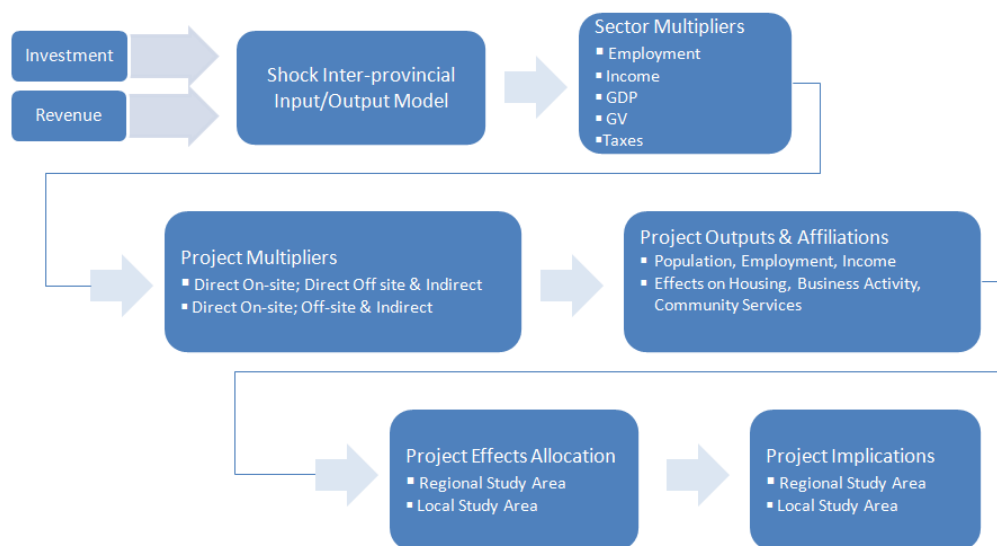 Investment
Revenue
Shock Inter-provincial
Input/Output Model
Sector Multipliers
▪ Employment
▪ Income
▪ GDP
▪ GV
▪Taxes
Project Multipliers
▪ Direct On-site; Direct Off site & Indirect
▪ Direct On-site; Off-site & Indirect
Project Outputs & Affiliations
▪ Population, Employment, Income
▪ Effects on Housing, Business Activity,
Community Services
Project Effects Allocation
▪ Regional Study Area
▪ Local Study Area
Project Implications
▪ Regional Study Area
▪ Local Study Area